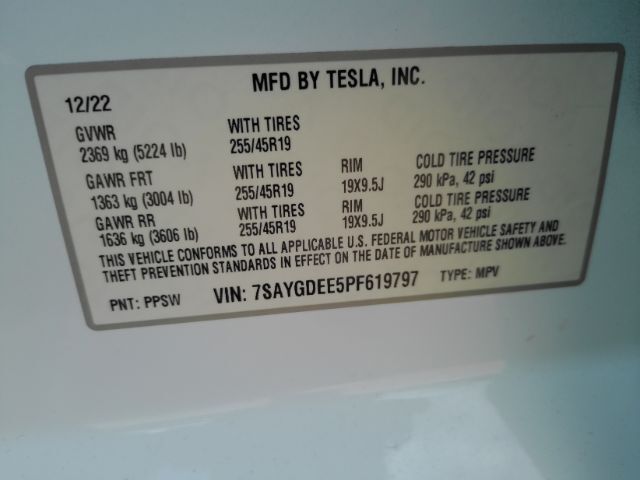 MFD BY TESLA, INC.
12/22
GVWR WITH TIRES
2369 kg (5224 lb) 255/45R19
GAWR FRT WITH TIRES RIM COLD TIRE PRESSURE
1363 kg (3004 lb) 255/45R19 19X9.5J 290 kPa, 42 psi
GAWR RR WITH TIRES RIM COLD TIRE PRESSURE
1636 kg (3606 lb) 255/45R19 19X9.5J 290 kPa, 42 psi
THIS VEHICLE CONFORMS TO ALL APPLICABLE U.S. FEDERAL MOTOR VEHICLE SAFETY AND
THEFT PREVENTION STANDARDS IN EFFECT ON THE DATE OF MANUFACTURE SHOWN ABOVE.
PNT: PPSW VIN: 7SAYGDEE5PF619797 TYPE: MPV